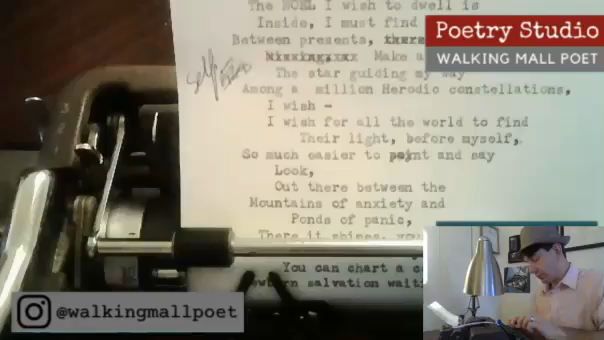 The NOEL I wish to dwell is
Inside, I must find
Between presents,
Make a
The star guiding my way
Among a million Herodic constellations,
I wish -
I wish for all the world to find
Their light, before myself,
So much easier to point and say
Look,
Out there between the
Mountains of anxiety and
Ponds of panic,
There it shines, you
You can chart a c
salvation wait
Self
Poetry Studio
WALKING MALL POET
@walkingmallpoet